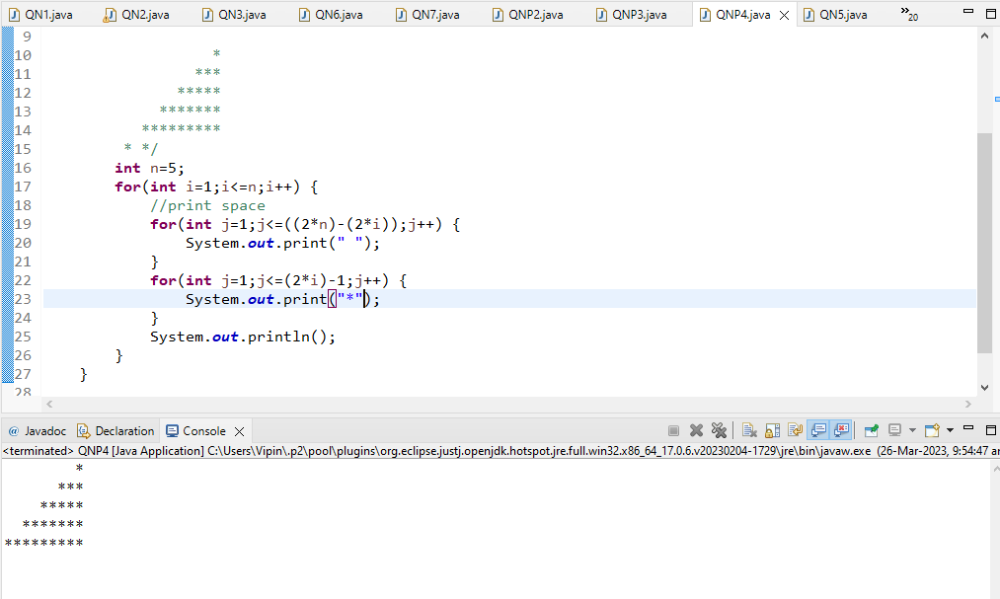 QN1.java QN2.java QN3.java QN6.java QN7.java QNP2.java QNP3.java QNP4.java QN5.java »20
9
10                     *
11                   ***
12                 *****
13               *******
14             *********
15           * */
16          int n=5;
17          for(int i=1;i<=n;i++) {
18              //print space
19              for(int j=1;j<=((2*n)-(2*i));j++) {
20                  System.out.print(" ");
21              }
22              for(int j=1;j<=(2*i)-1;j++) {
23                  System.out.print("*");
24              }
25              System.out.println();
26          }
27      }
28
@ Javadoc Declaration Console
<terminated> QNP4 [Java Application] C:\Users\Vipin\.p2\pool\plugins\org.eclipse.justj.openjdk.hotspot.jre.full.win32.x86_64_17.0.6.v20230204-1729\jre\bin\javaw.exe (26-Mar-2023, 9:54:47 am
        *
      ***
    *****
  *******
*********